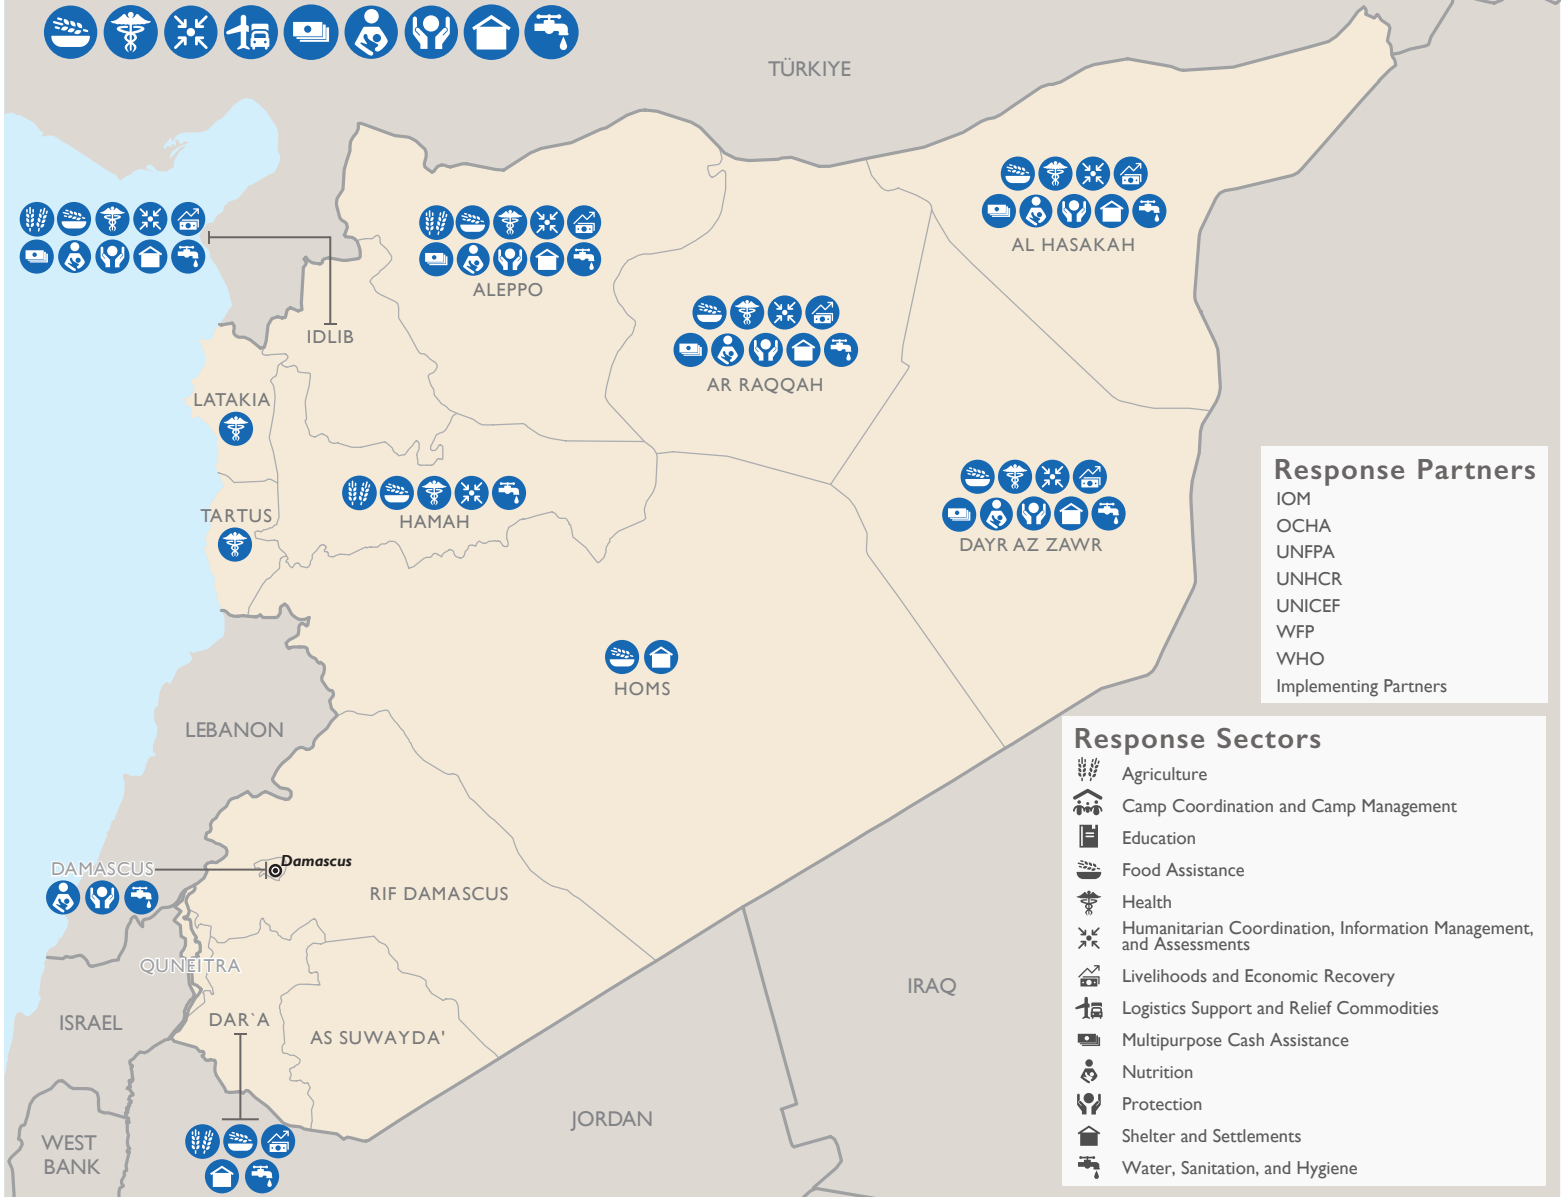 TÜRKIYE
AL HASAKAH
ALEPPO
IDLIB
AR RAQQAH
LATAKIA
TARTUS
HAMAH
DAYR AZ ZAWR
HOMS
LEBANON
DAMASCUS
Damascus
RIF DAMASCUS
QUNEITRA
ISRAEL
DAR`A
AS SUWAYDA'
IRAQ
JORDAN
WEST
BANK
Response Partners
IOM
OCHA
UNFPA
UNHCR
UNICEF
WFP
WHO
Implementing Partners
Response Sectors
Agriculture
Camp Coordination and Camp Management
Education
Food Assistance
Health
Humanitarian Coordination, Information Management,
and Assessments
Livelihoods and Economic Recovery
Logistics Support and Relief Commodities
Multipurpose Cash Assistance
Nutrition
Protection
Shelter and Settlements
Water, Sanitation, and Hygiene